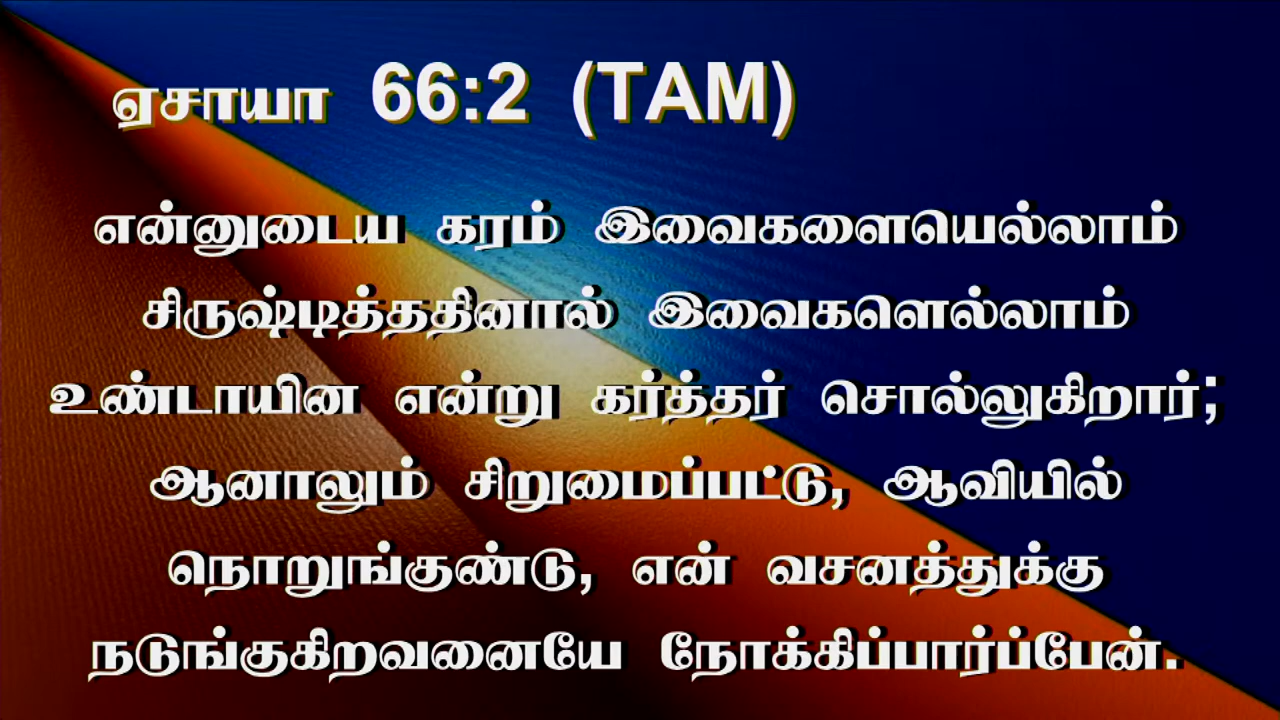 ஏசாயா 66:2 (TAM)
என்னுடைய கரம் இவைகளையெல்லாம்
சிருஷ்டித்ததினால் இவைகளெல்லாம்
உண்டாயின என்று கர்த்தர் சொல்லுகிறார்;
ஆனாலும் சிறுமைப்பட்டு, ஆவியில்
நொறுங்குண்டு, என் வசனத்துக்கு
நடுங்குகிறவனையே நோக்கிப்பார்ப்பேன்.